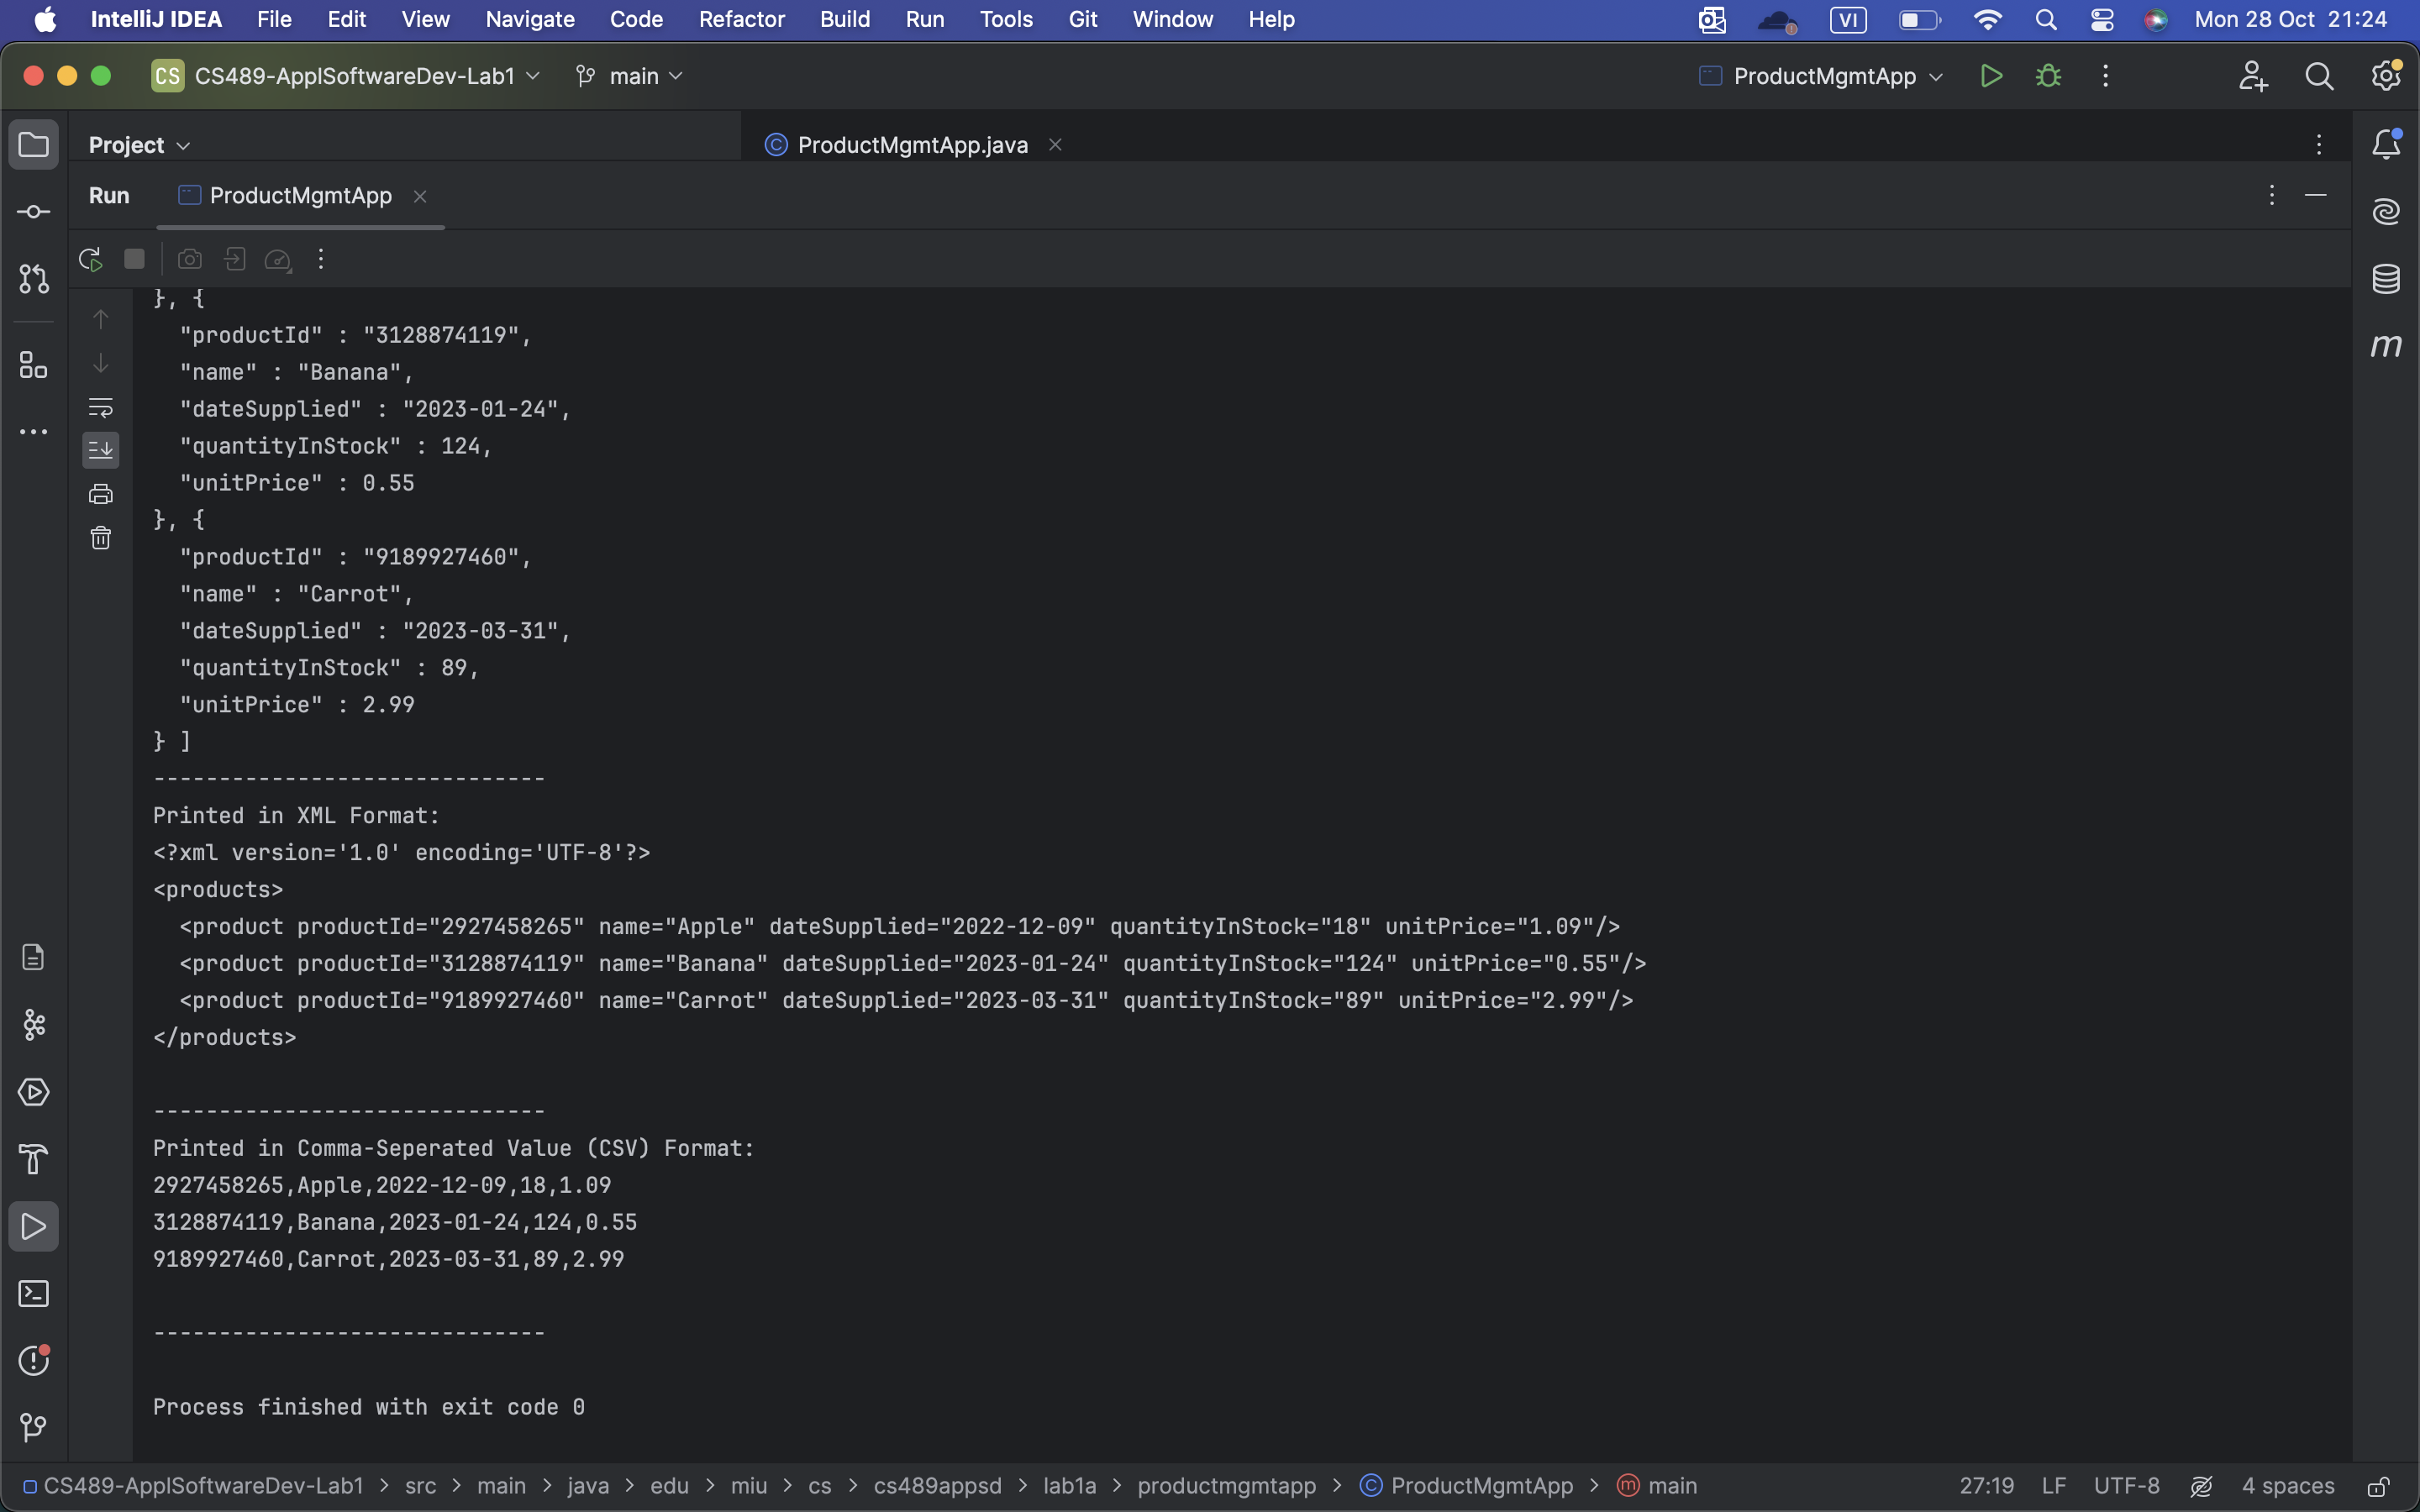 IntelliJ IDEA File Edit View Navigate Code Refactor Build Run Tools Git Window Help VI Mon 28 Oct 21:24
CS CS489-ApplSoftwareDev-Lab1 main ProductMgmtApp
Project ProductMgmtApp.java
Run ProductMgmtApp
}, {
"productId" : "3128874119",
"name" : "Banana",
"dateSupplied" : "2023-01-24",
"quantityInStock" : 124,
"unitPrice" : 0.55
}, {
"productId" : "9189927460",
"name" : "Carrot",
"dateSupplied" : "2023-03-31",
"quantityInStock" : 89,
"unitPrice" : 2.99
} ]
------------------------------
Printed in XML Format:
<?xml version='1.0' encoding='UTF-8'?>
<products>
<product productId="2927458265" name="Apple" dateSupplied="2022-12-09" quantityInStock="18" unitPrice="1.09"/>
<product productId="3128874119" name="Banana" dateSupplied="2023-01-24" quantityInStock="124" unitPrice="0.55"/>
<product productId="9189927460" name="Carrot" dateSupplied="2023-03-31" quantityInStock="89" unitPrice="2.99"/>
</products>
------------------------------
Printed in Comma-Seperated Value (CSV) Format:
2927458265,Apple,2022-12-09,18,1.09
3128874119,Banana,2023-01-24,124,0.55
9189927460,Carrot,2023-03-31,89,2.99
------------------------------
Process finished with exit code 0
CS489-ApplSoftwareDev-Lab1 > src > main > java > edu > miu > cs > cs489appsd > lab1a > productmgmtapp > ProductMgmtApp > main 27:19 LF UTF-8 4 spaces